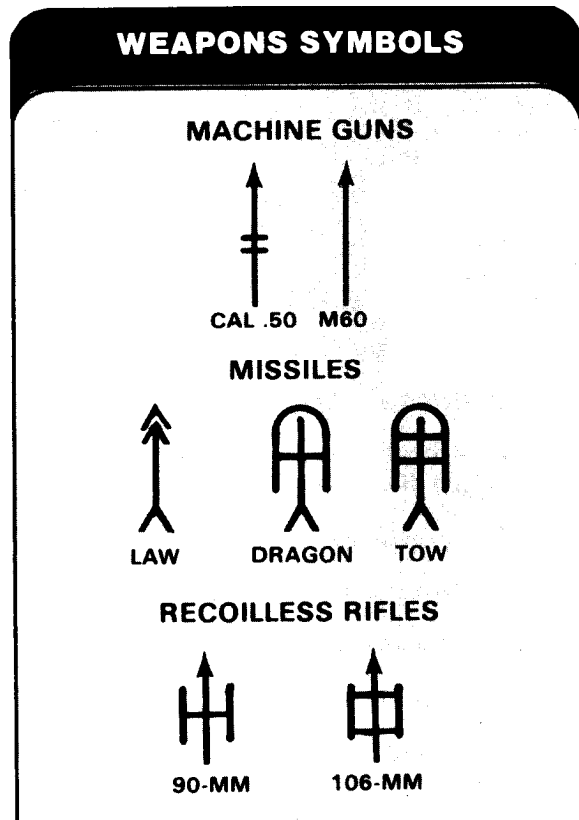 WEAPONS SYMBOLS
MACHINE GUNS
CAL .50 M60
MISSILES
LAW DRAGON TOW
RECOILLESS RIFLES
90-MM 106-MM